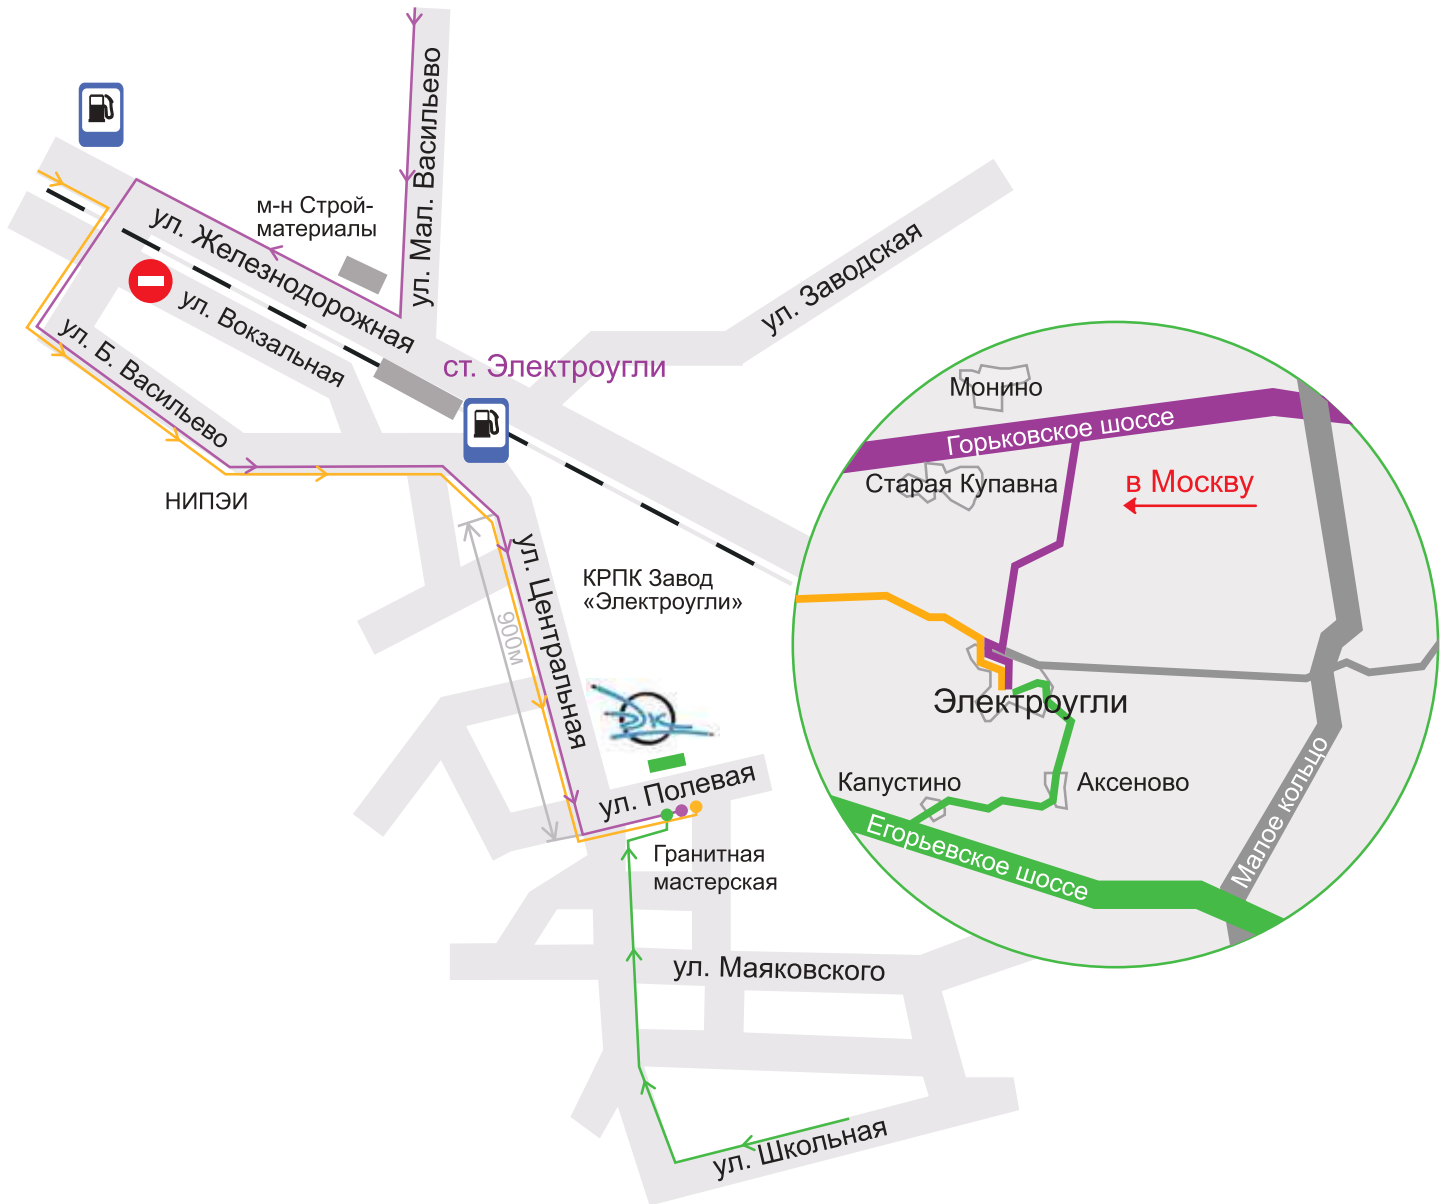 ул. Мал. Васильево
м-н Строй-
материалы
ул. Железнодорожная
ул. Заводская
ул. Вокзальная
ул. Б. Васильево
ст. Электроугли
НИПЭИ
ул. Центральная
900м
КРПК Завод
«Электроугли»
ДК
ул. Полевая
Гранитная
мастерская
ул. Маяковского
ул. Школьная
Монино
Горьковское шоссе
Старая Купавна
в Москву
Электроугли
Капустино
Аксеново
Егорьевское шоссе
Малое кольцо